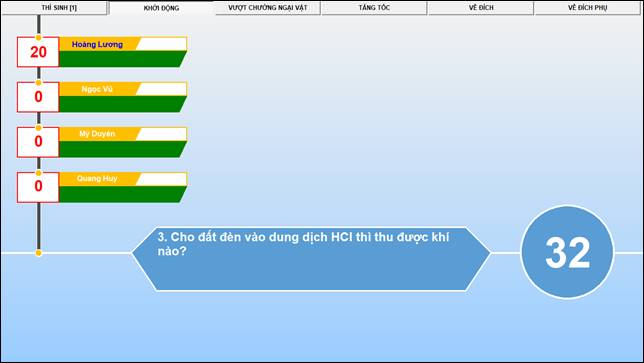 THÍ SINH [1]
KHỞI ĐỘNG
VƯỢT CHƯỚNG NGẠI VẬT
TĂNG TỐC
VỀ ĐÍCH
VỀ ĐÍCH PHỤ
20
Hoàng Lương
0
Ngọc Vũ
0
Mỹ Duyên
0
Quang Huy
3. Cho đất đèn vào dung dịch HCl thì thu được khí
nào?
32